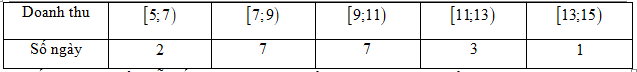 Doanh thu [5;7) [7;9) [9;11) [11;13) [13;15)
Số ngày 2 7 7 3 1